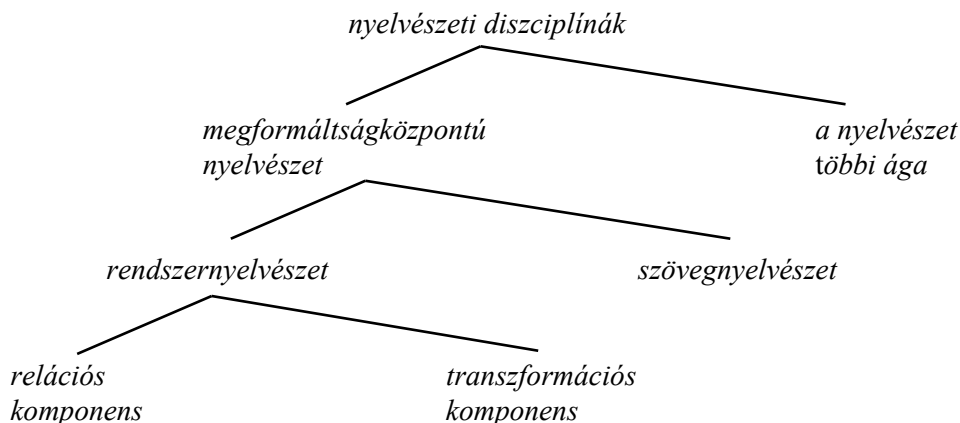 nyelvészeti diszciplínák
megformáltságközpontú
nyelvészet
a nyelvészet
többi ága
rendszernyelvészet
szövegnyelvészet
relációs
komponens
transzformációs
komponens